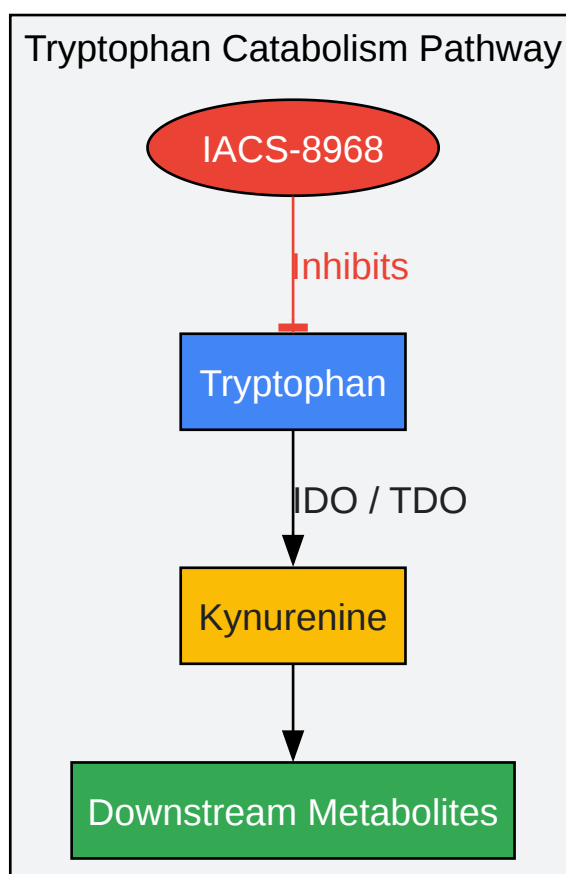 Tryptophan Catabolism Pathway
IACS-8968
Inhibits
Tryptophan
IDO / TDO
Kynurenine
Downstream Metabolites